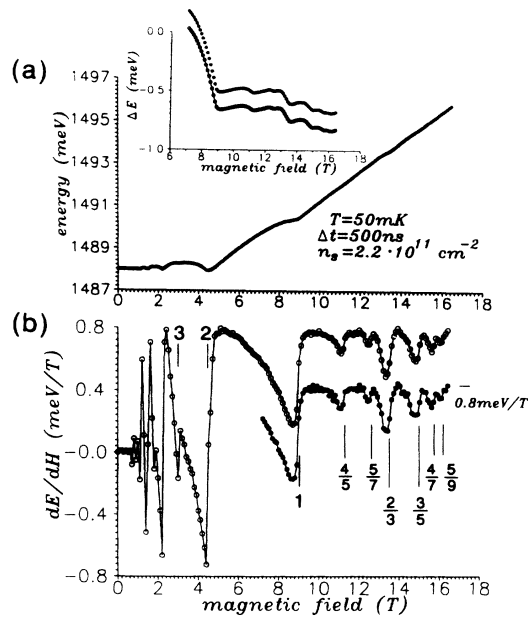 (a)
ΔE (meV)
0.0
−0.5
−1.0
6 8 10 12 14 16 18
magnetic field (T)
energy (meV)
1497
1495
1493
1491
1489
1487
T=50mK
Δt=500ns
n_s=2.2·10^11 cm^-2
0 2 4 6 8 10 12 14 16 18
(b)
dE/dH (meV/T)
0.8
0.4
−0.0
−0.4
−0.8
3 2
0.8meV/T
1 4/5 5/7 2/3 3/5 4/7 5/9
0 2 4 6 8 10 12 14 16 18
magnetic field (T)